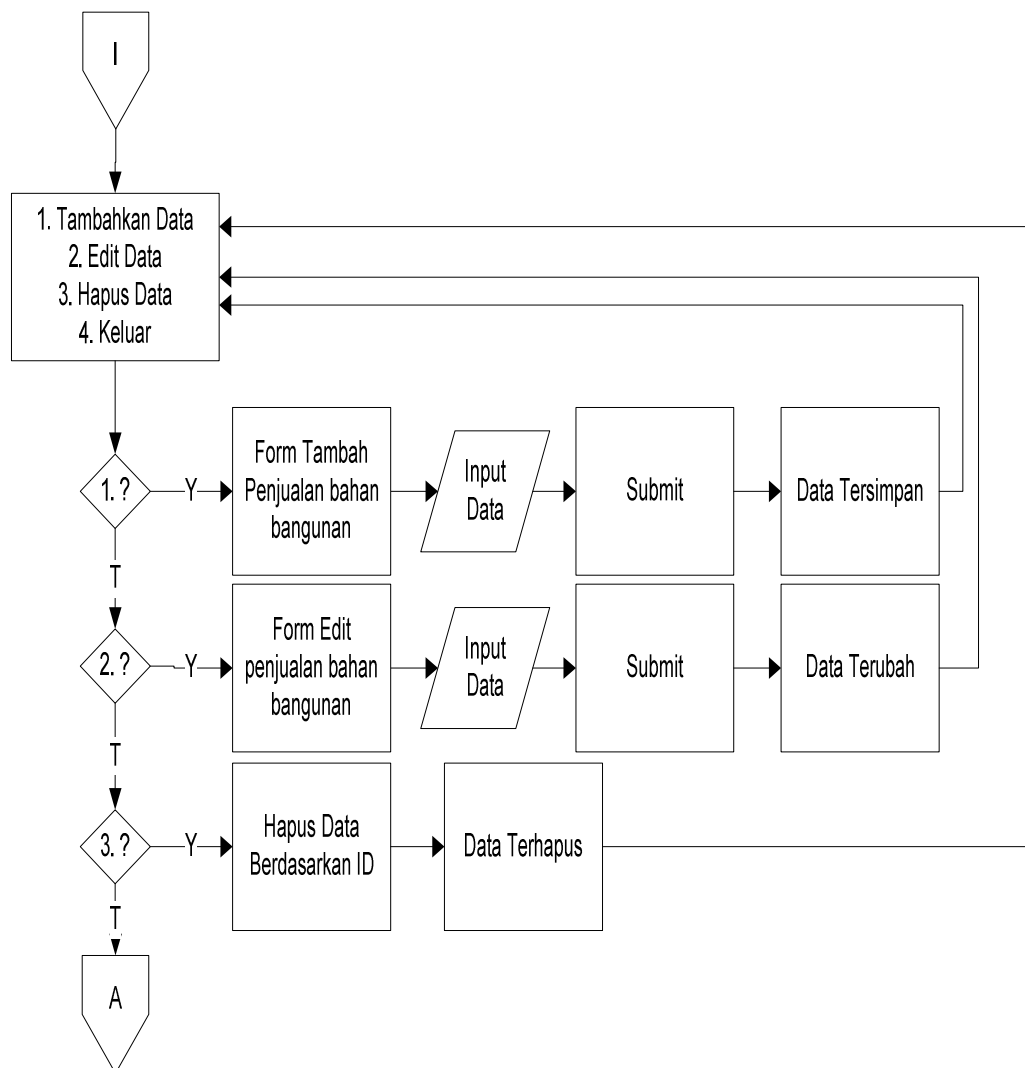 I
1. Tambahkan Data
2. Edit Data
3. Hapus Data
4. Keluar
1. ?
Y
Form Tambah
Penjualan bahan
bangunan
Input
Data
Submit
Data Tersimpan
T
2. ?
Y
Form Edit
penjualan bahan
bangunan
Input
Data
Submit
Data Terubah
T
3. ?
Y
Hapus Data
Berdasarkan ID
Data Terhapus
T
A